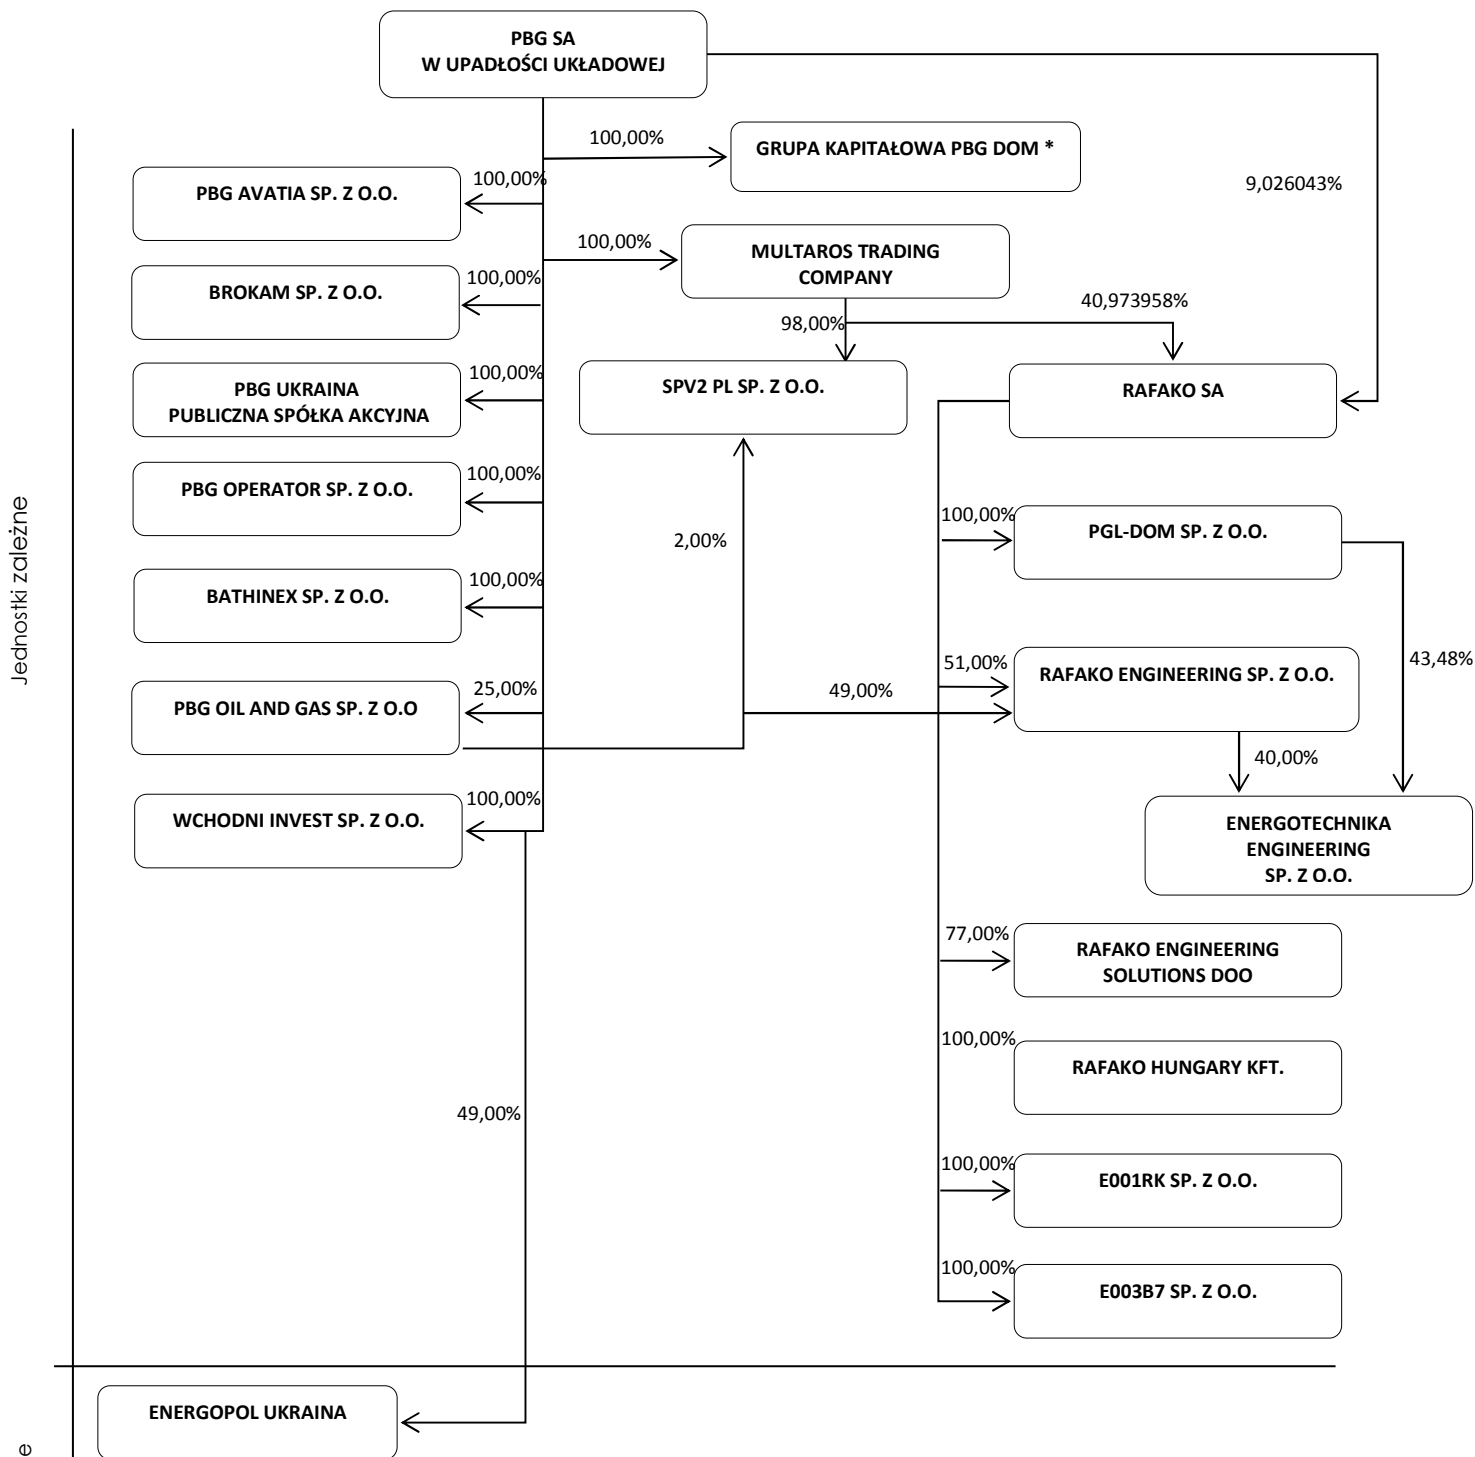 PBG SA
W UPADŁOŚCI UKŁADOWEJ
100,00%
GRUPA KAPITAŁOWA PBG DOM *
9,026043%
100,00%
PBG AVATIA SP. Z O.O.
100,00%
MULTAROS TRADING
COMPANY
100,00%
BROKAM SP. Z O.O.
98,00%
40,973958%
100,00%
PBG UKRAINA
PUBLICZNA SPÓŁKA AKCYJNA
SPV2 PL SP. Z O.O.
RAFAKO SA
100,00%
PBG OPERATOR SP. Z O.O.
Jednostki zależne
2,00%
100,00%
PGL-DOM SP. Z O.O.
100,00%
BATHINEX SP. Z O.O.
43,48%
51,00%
RAFAKO ENGINEERING SP. Z O.O.
25,00%
PBG OIL AND GAS SP. Z O.O
49,00%
40,00%
100,00%
WCHODNI INVEST SP. Z O.O.
ENERGOTECHNIKA
ENGINEERING
SP. Z O.O.
77,00%
RAFAKO ENGINEERING
SOLUTIONS DOO
100,00%
RAFAKO HUNGARY KFT.
49,00%
100,00%
E001RK SP. Z O.O.
100,00%
E003B7 SP. Z O.O.
ENERGOPOL UKRAINA
e